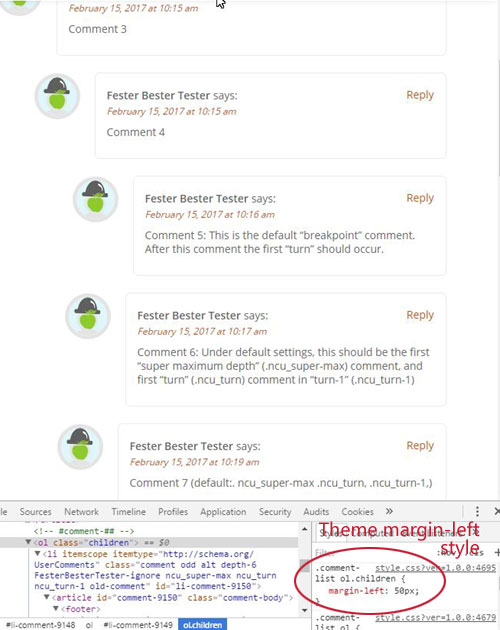 February 15, 2017 at 10:15 am
Comment 3
Fester Bester Tester says:
Reply
February 15, 2017 at 10:15 am
Comment 4
Fester Bester Tester says:
Reply
February 15, 2017 at 10:16 am
Comment 5: This is the default “breakpoint” comment.
After this comment the first “turn” should occur.
Fester Bester Tester says:
Reply
February 15, 2017 at 10:17 am
Comment 6: Under default settings, this should be the first
“super maximum depth” (.ncu_super-max) comment, and
first “turn” (.ncu_turn) comment in “turn-1” (.ncu_turn-1)
Fester Bester Tester says:
Reply
February 15, 2017 at 10:19 am
Comment 7 (default:. ncu_super-max .ncu_turn, .ncu_turn-1,)
le Sources Network Timeline Profiles Application Security Audits Cookies
<!-- #comment-## -->
▼<ol class="children"> == $0
▼<li itemscope itemtype="http://schema.org/
UserComments" class="comment odd alt depth-6
FesterBesterTester-ignore ncu_super-max ncu_turn
ncu_turn-1 old-comment" id="li-comment-9150">
▼<article id="comment-9150" class="comment-body">
▼<footer>
#li-comment-9148 ol #li-comment-9149 ol.children
Theme margin-left
style
.comment- style.css?ver=1.0.0:4695
list ol.children {
margin-left: 50px;
}
.comment- style.css?ver=1.0.0:4679
list ol {